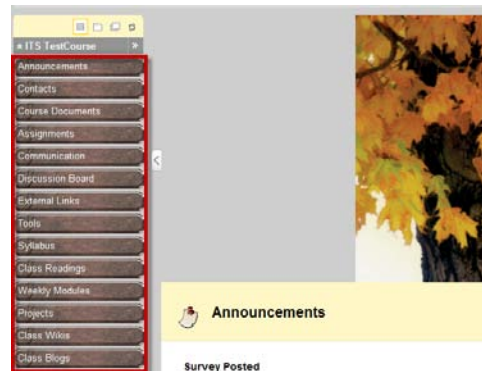 ITS TestCourse
Announcements
Contacts
Course Documents
Assignments
Communication
Discussion Board
External Links
Tools
Syllabus
Class Readings
Weekly Modules
Projects
Class Wikis
Class Blogs
Announcements
Survey Posted